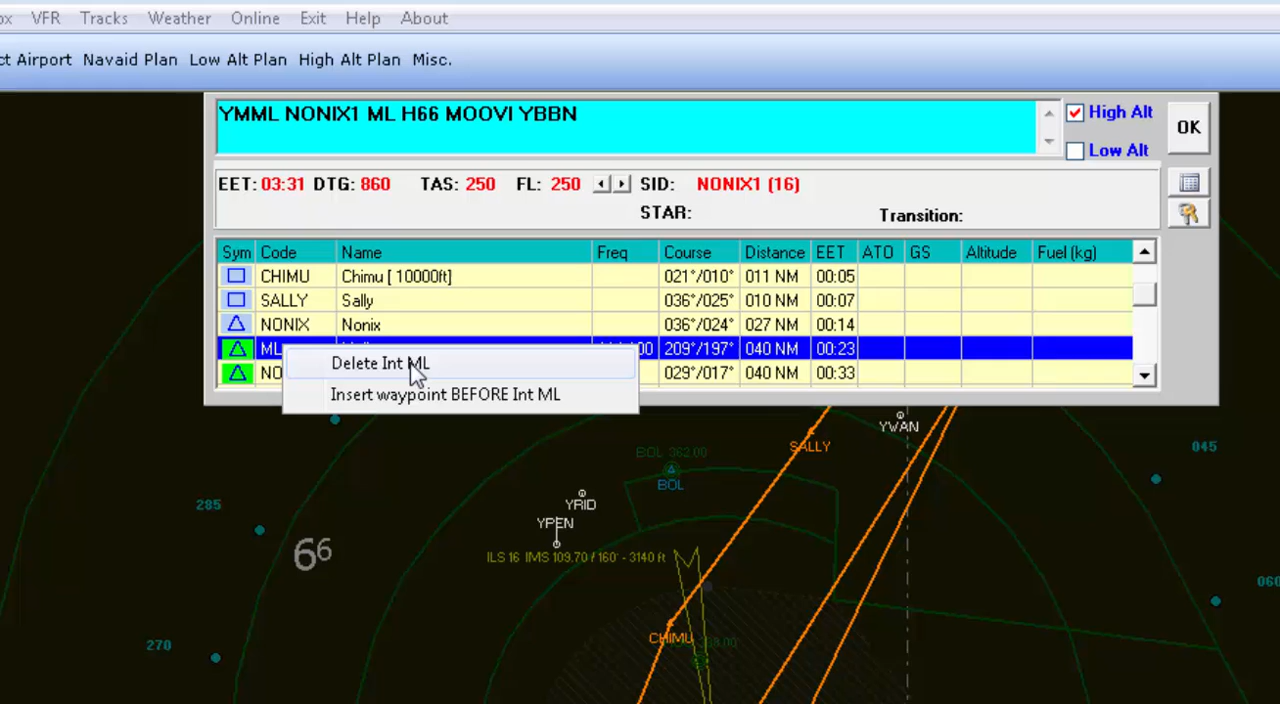 VFR Tracks Weather Online Exit Help About
Airport Navaid Plan Low Alt Plan High Alt Plan Misc.
YMML NONIX1 ML H66 MOOVI YBBN
High Alt
OK
Low Alt
EET: 03:31 DTG: 860 TAS: 250 FL: 250 SID: NONIX1 (16)
STAR: Transition:
Sym Code Name Freq Course Distance EET ATO GS Altitude Fuel (kg)
CHIMU Chimu [ 10000ft] 021°/010° 011 NM 00:05
SALLY Sally 036°/025° 010 NM 00:07
NONIX Nonix 036°/024° 027 NM 00:14
ML 209°/197° 040 NM 00:23
029°/017° 040 NM 00:33
Delete Int ML
Insert waypoint BEFORE Int ML
YVAN
SALLY
045
BOL 362.00
BOL
285
YRID
YPEN
66
ILS 16 IMS 109.70 / 160° - 3140 ft
060
CHIMU
270